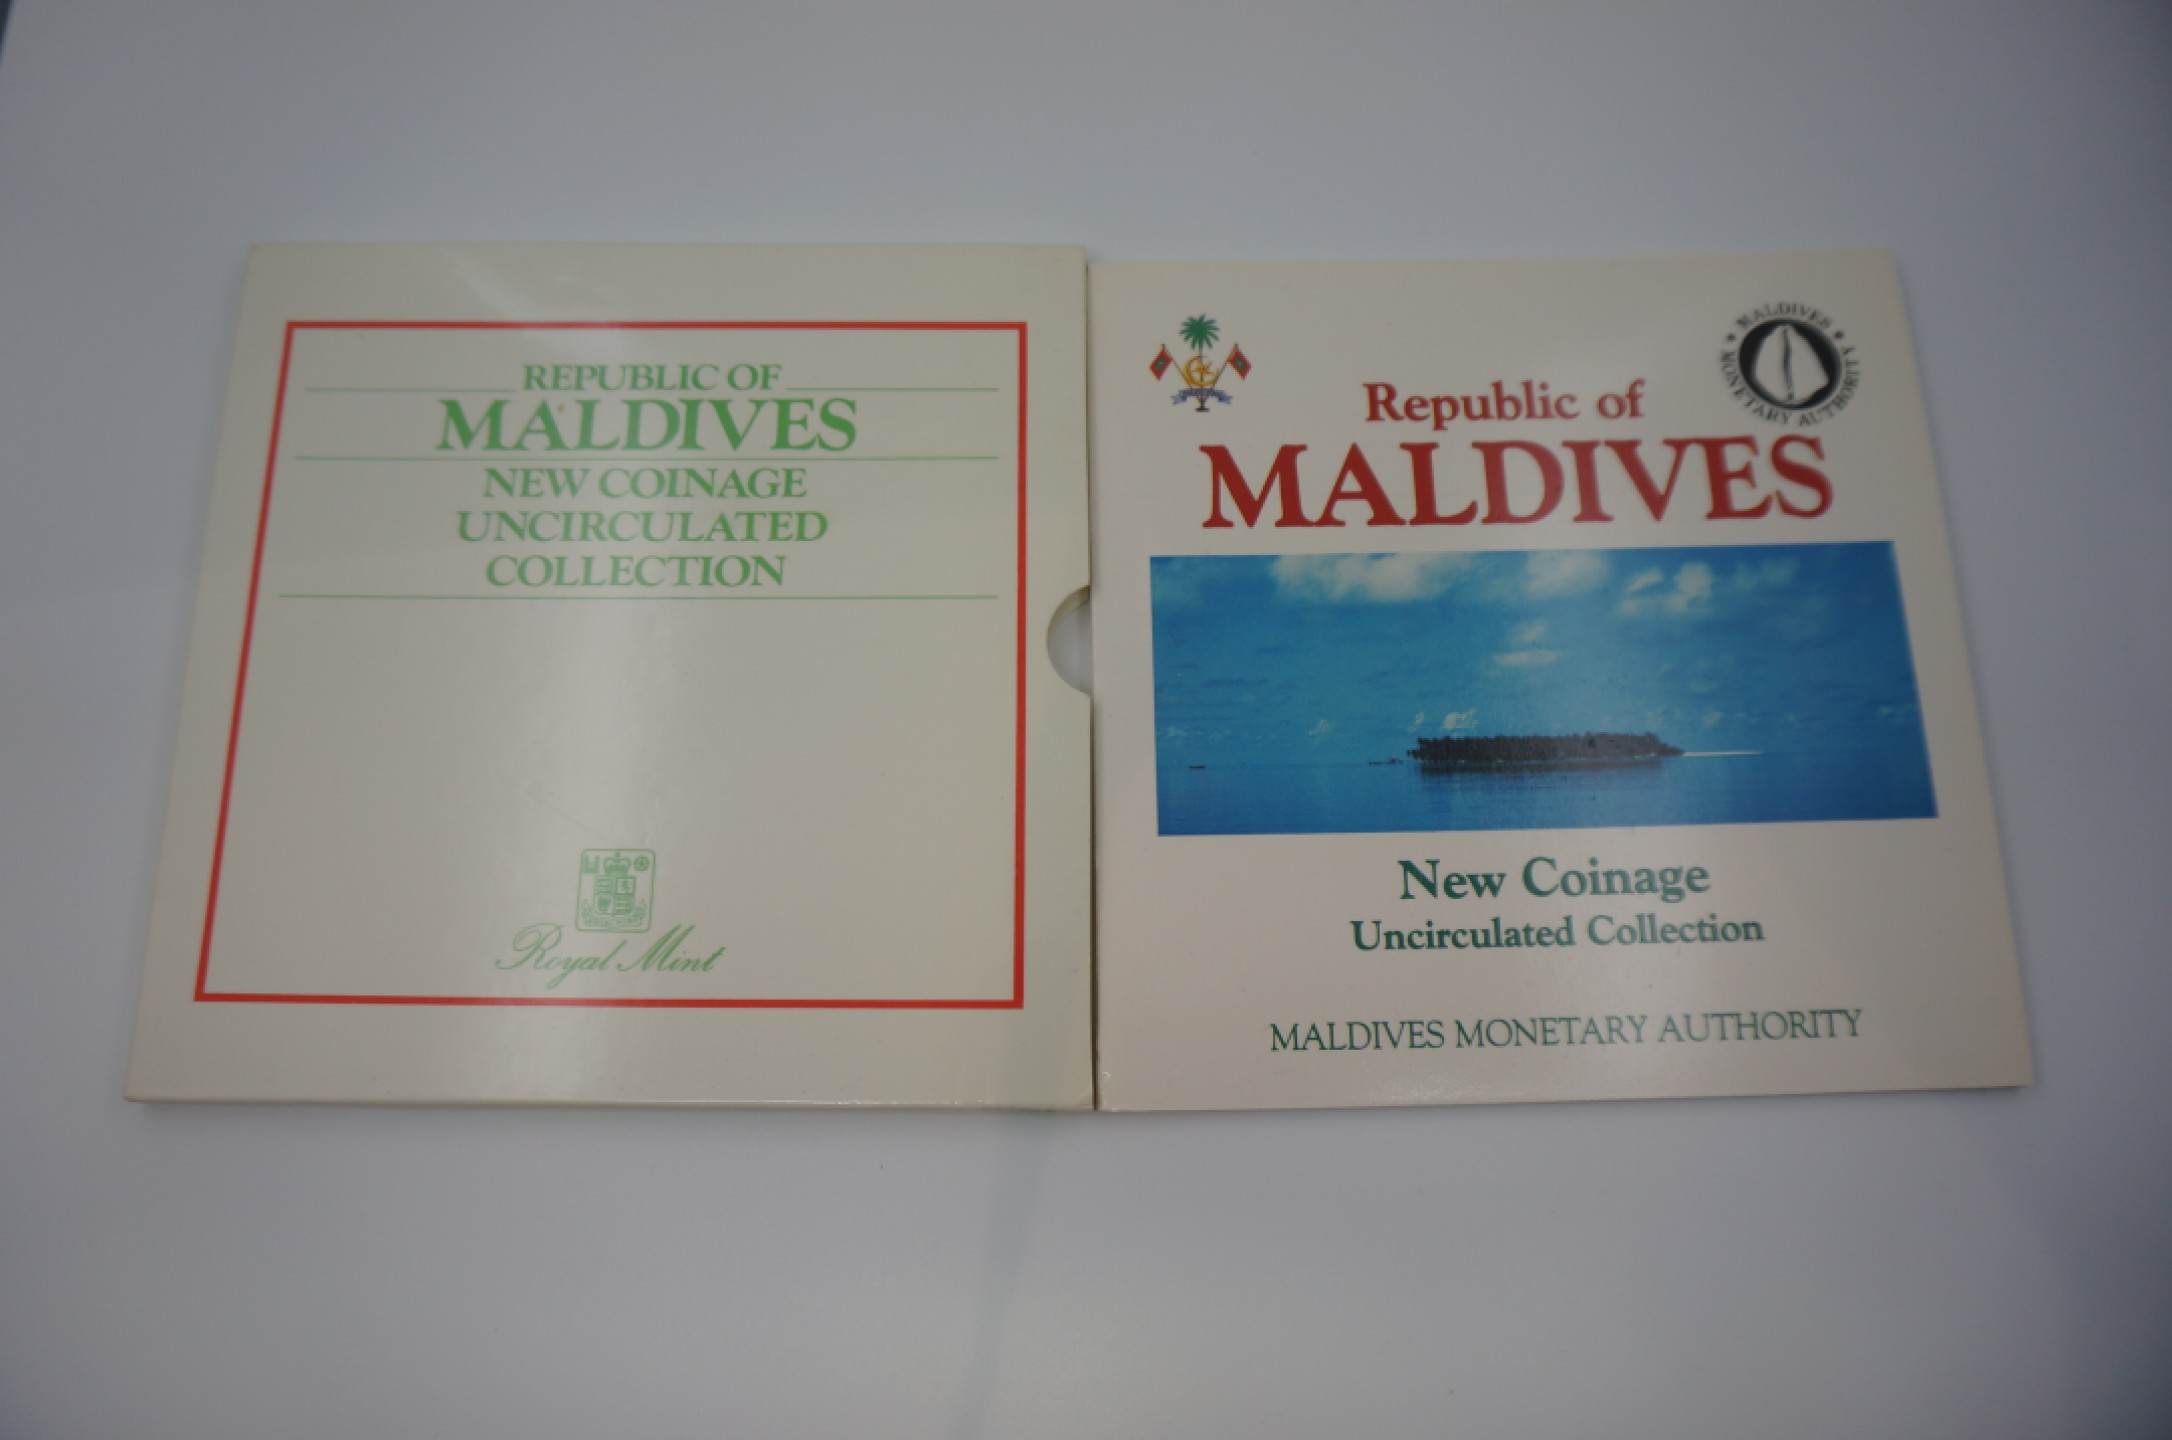 REPUBLIC OF
MALDIVES
NEW COINAGE
UNCIRCULATED
COLLECTION
Royal Mint
MALDIVES
MONETARY AUTHORITY
Republic of
MALDIVES
New Coinage
Uncirculated Collection
MALDIVES MONETARY AUTHORITY